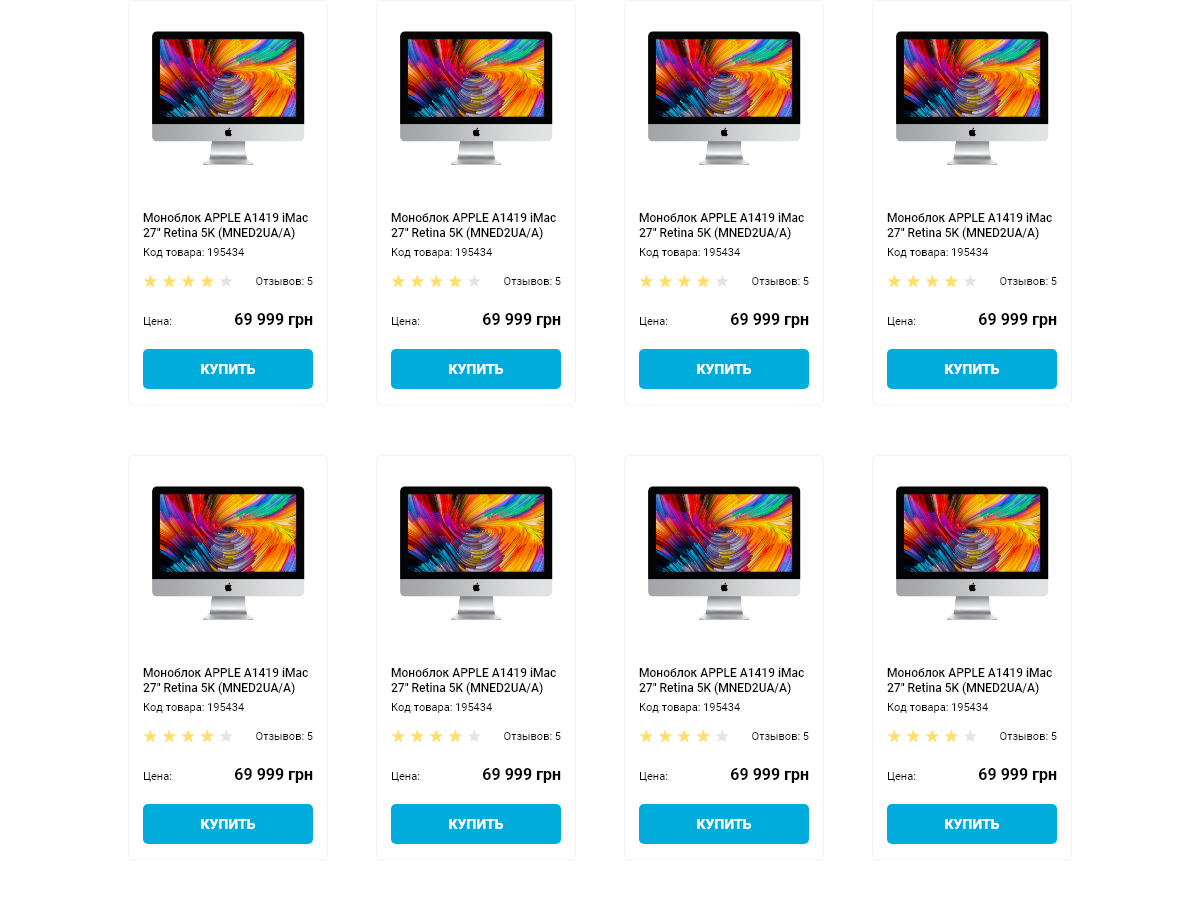 Моноблок APPLE A1419 iMac
27" Retina 5K (MNED2UA/A)
Код товара: 195434
Отзывов: 5
Цена: 69 999 грн
КУПИТЬ
Моноблок APPLE A1419 iMac
27" Retina 5K (MNED2UA/A)
Код товара: 195434
Отзывов: 5
Цена: 69 999 грн
КУПИТЬ
Моноблок APPLE A1419 iMac
27" Retina 5K (MNED2UA/A)
Код товара: 195434
Отзывов: 5
Цена: 69 999 грн
КУПИТЬ
Моноблок APPLE A1419 iMac
27" Retina 5K (MNED2UA/A)
Код товара: 195434
Отзывов: 5
Цена: 69 999 грн
КУПИТЬ
Моноблок APPLE A1419 iMac
27" Retina 5K (MNED2UA/A)
Код товара: 195434
Отзывов: 5
Цена: 69 999 грн
КУПИТЬ
Моноблок APPLE A1419 iMac
27" Retina 5K (MNED2UA/A)
Код товара: 195434
Отзывов: 5
Цена: 69 999 грн
КУПИТЬ
Моноблок APPLE A1419 iMac
27" Retina 5K (MNED2UA/A)
Код товара: 195434
Отзывов: 5
Цена: 69 999 грн
КУПИТЬ
Моноблок APPLE A1419 iMac
27" Retina 5K (MNED2UA/A)
Код товара: 195434
Отзывов: 5
Цена: 69 999 грн
КУПИТЬ